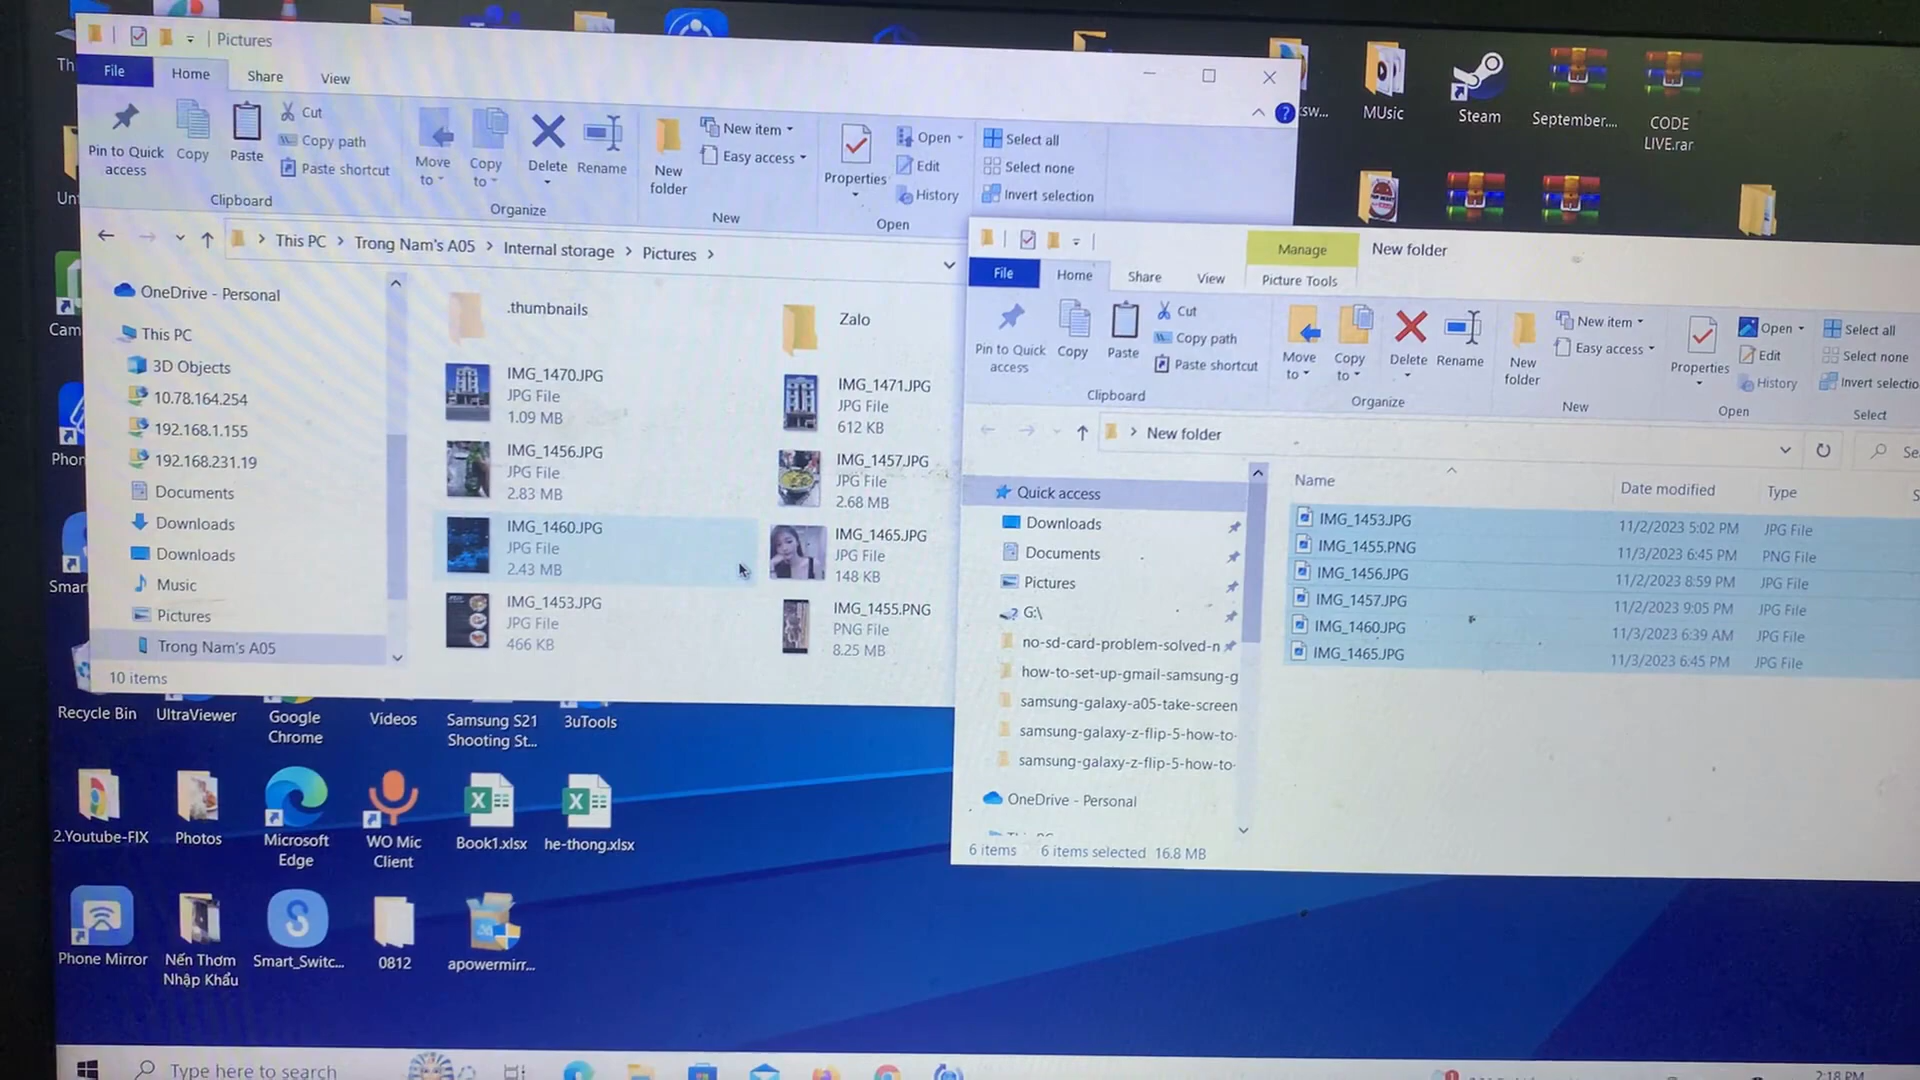 Pictures
File
Home
Share
View
Pin to Quick access
Copy
Paste
Cut
Copy path
Paste shortcut
Clipboard
Move to
Copy to
Delete
Rename
Organize
New folder
New item
Easy access
New
Properties
Open
Edit
History
Open
Select all
Select none
Invert selection
This PC > Trong Nam's A05 > Internal storage > Pictures >
OneDrive - Personal
This PC
3D Objects
10.78.164.254
192.168.1.155
192.168.231.19
Documents
Downloads
Downloads
Music
Pictures
Trong Nam's A05
10 items
.thumbnails
Zalo
IMG_1470.JPG
JPG File
1.09 MB
IMG_1471.JPG
JPG File
612 KB
IMG_1456.JPG
JPG File
2.83 MB
IMG_1457.JPG
JPG File
2.68 MB
IMG_1460.JPG
JPG File
2.43 MB
IMG_1465.JPG
JPG File
148 KB
IMG_1453.JPG
JPG File
466 KB
IMG_1455.PNG
PNG File
8.25 MB
MUsic
Steam
September....
CODE LIVE.rar
Manage
New folder
File
Home
Share
View
Picture Tools
Pin to Quick access
Copy
Paste
Cut
Copy path
Paste shortcut
Clipboard
Move to
Copy to
Delete
Rename
Organize
New folder
New item
Easy access
New
Properties
Open
Edit
History
Open
Select all
Select none
Invert selectio
Select
> New folder
Se
Quick access
Downloads
Documents
Pictures
G:\
no-sd-card-problem-solved-n
how-to-set-up-gmail-samsung-g
samsung-galaxy-a05-take-screen
samsung-galaxy-z-flip-5-how-to-
samsung-galaxy-z-flip-5-how-to-
OneDrive - Personal
Name
Date modified
Type
S
IMG_1453.JPG 11/2/2023 5:02 PM JPG File
IMG_1455.PNG 11/3/2023 6:45 PM PNG File
IMG_1456.JPG 11/2/2023 8:59 PM JPG File
IMG_1457.JPG 11/2/2023 9:05 PM JPG File
IMG_1460.JPG 11/3/2023 6:39 AM JPG File
IMG_1465.JPG 11/3/2023 6:45 PM JPG File
6 items
6 items selected 16.8 MB
Th
Un
Cam
Phon
Smar
Recycle Bin
UltraViewer
Google Chrome
Videos
Samsung S21 Shooting St...
3uTools
2.Youtube-FIX
Photos
Microsoft Edge
WO Mic Client
Book1.xlsx
he-thong.xlsx
Phone Mirror
Nến Thơm Nhập Khẩu
Smart_Switc...
0812
apowermirr...
Type here to search
2:18 PM